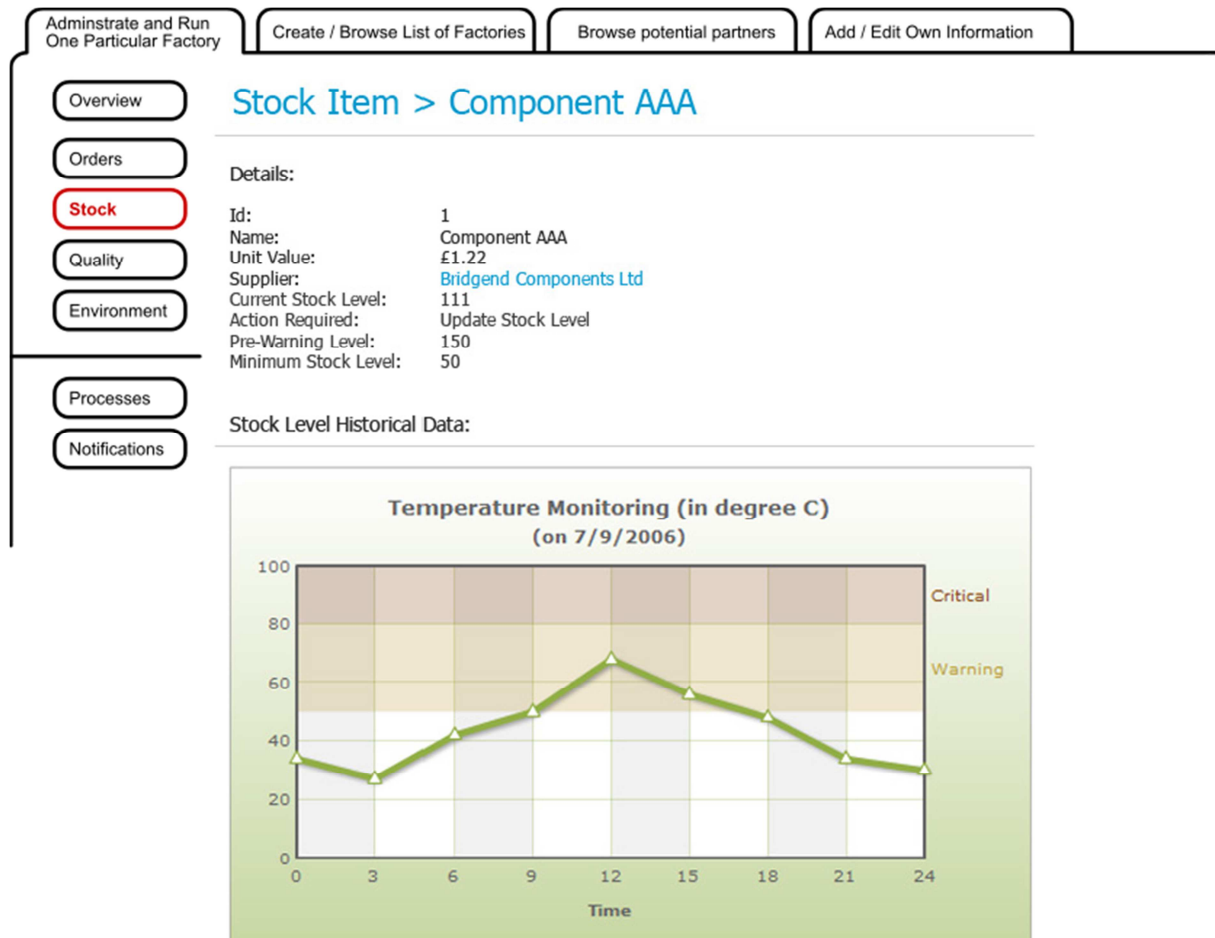 Adminstrate and Run
One Particular Factory
Create / Browse List of Factories
Browse potential partners
Add / Edit Own Information
Overview
Orders
Stock
Quality
Environment
Processes
Notifications
Stock Item > Component AAA
Details:
Id: 1
Name: Component AAA
Unit Value: £1.22
Supplier: Bridgend Components Ltd
Current Stock Level: 111
Action Required: Update Stock Level
Pre-Warning Level: 150
Minimum Stock Level: 50
Stock Level Historical Data:
Temperature Monitoring (in degree C)
(on 7/9/2006)
100
Critical
80
Warning
60
40
20
0
0 3 6 9 12 15 18 21 24
Time